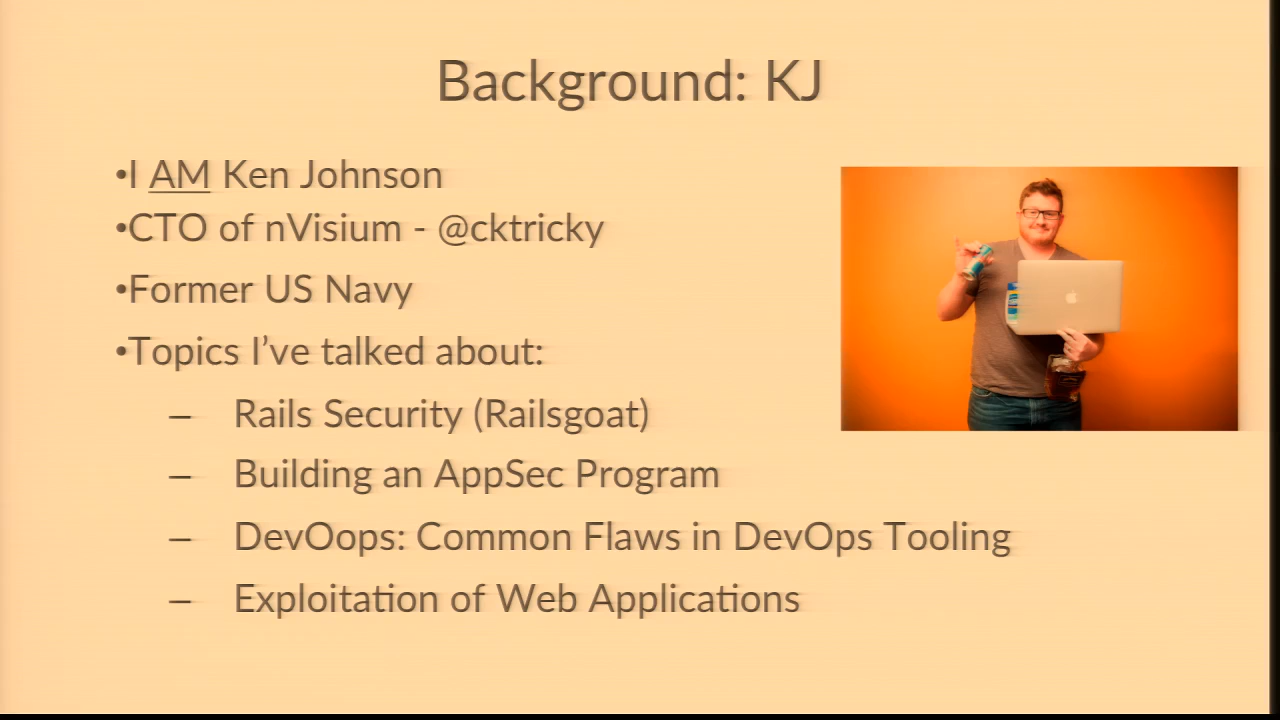 Background: KJ
•I AM Ken Johnson
•CTO of nVisium - @cktricky
•Former US Navy
•Topics I’ve talked about:
– Rails Security (Railsgoat)
– Building an AppSec Program
– DevOops: Common Flaws in DevOps Tooling
– Exploitation of Web Applications